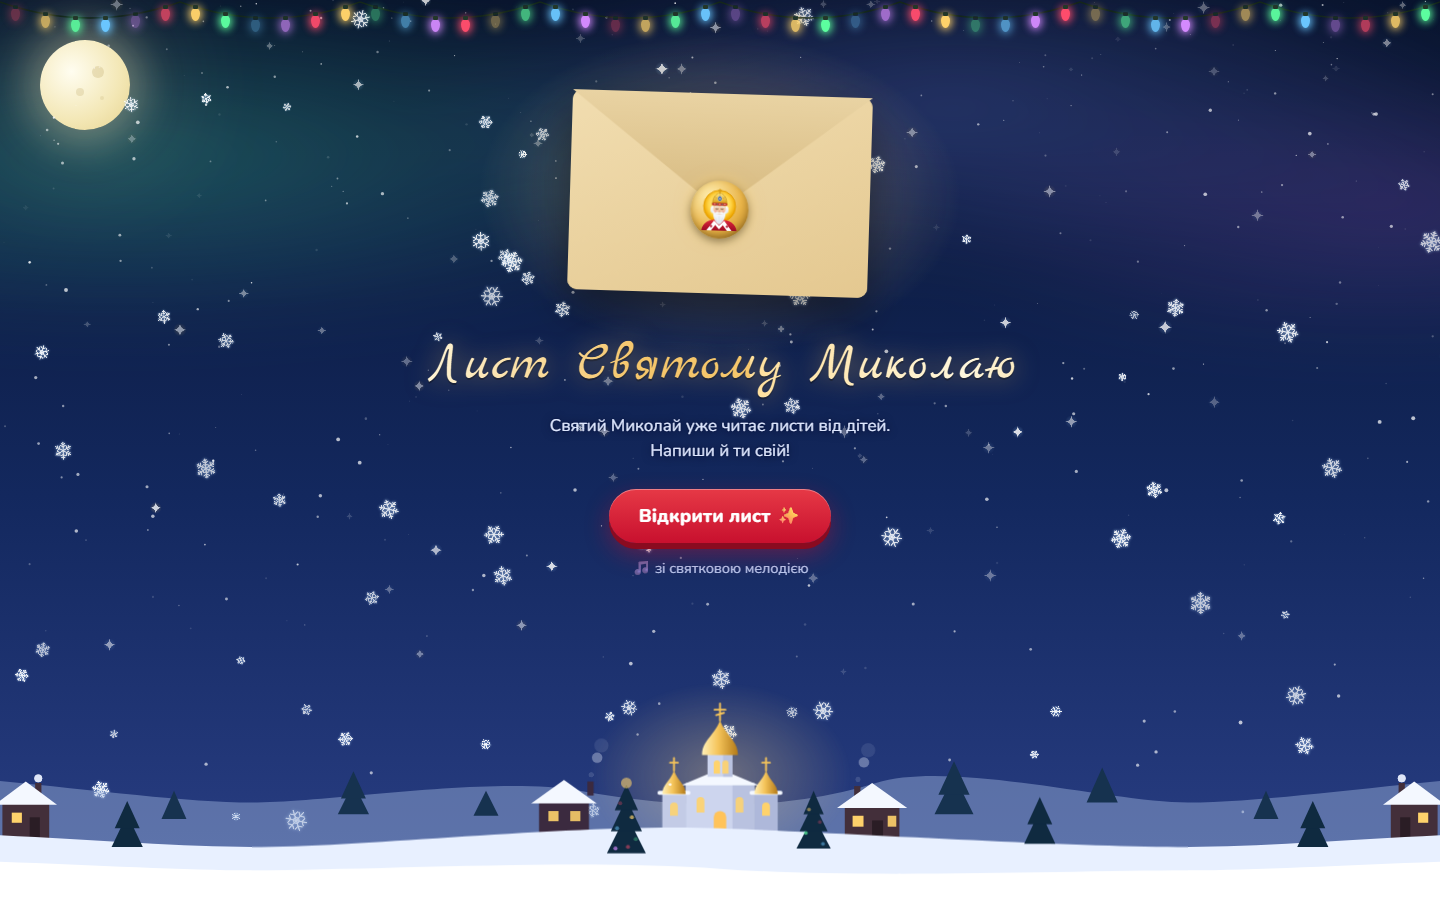 Лист Святому Миколаю
Святий Миколай уже читає листи від дітей.
Напиши й ти свій!
Відкрити лист ✨
🎵 зі святковою мелодією